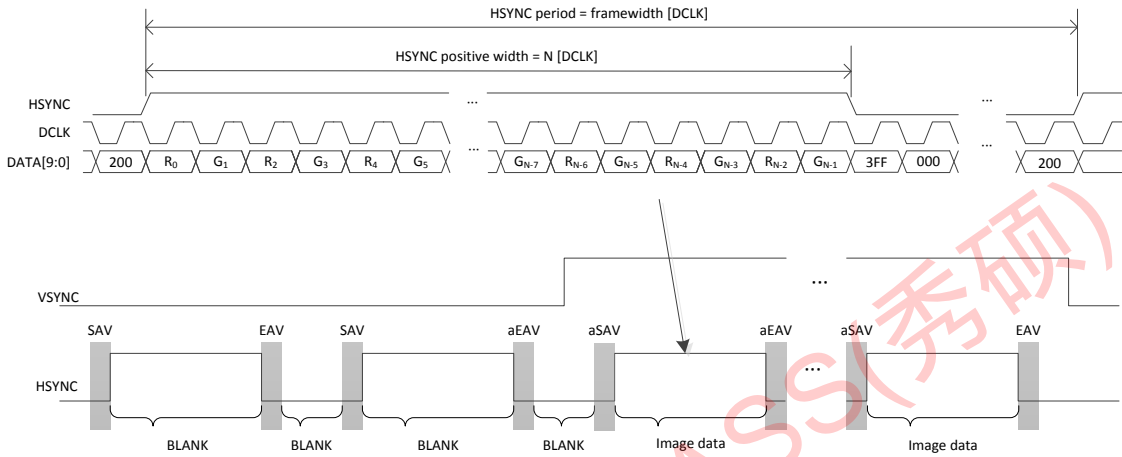 HSYNC period = framewidth [DCLK]
HSYNC positive width = N [DCLK]
HSYNC ... ...
DCLK
DATA[9:0] 200 R0 G1 R2 G3 R4 G5 ... GN-7 RN-6 GN-5 RN-4 GN-3 RN-2 GN-1 3FF 000 ... 200
VSYNC ...
SAV EAV SAV aEAV aSAV aEAV aSAV EAV
HSYNC ...
BLANK BLANK BLANK BLANK Image data Image data
ASS(秀硕)